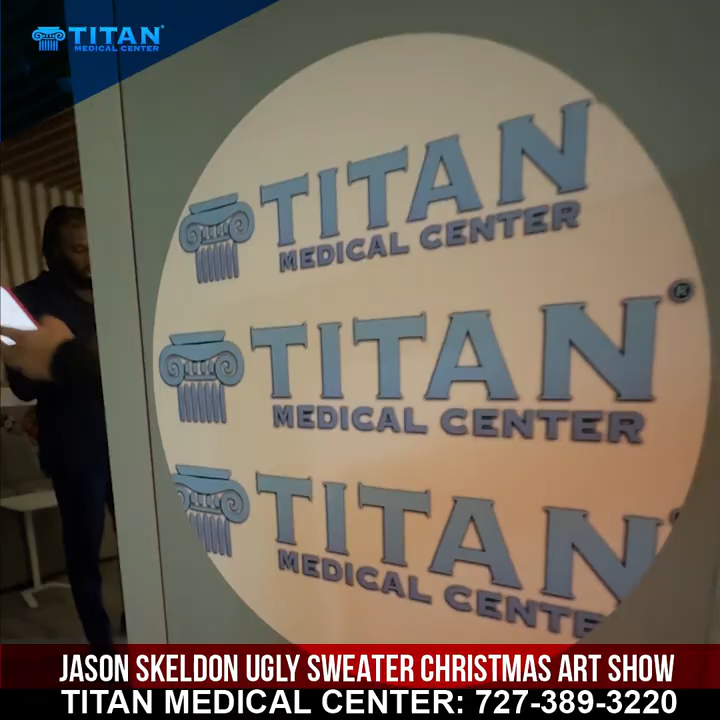 TITAN®
MEDICAL CENTER
TITAN
MEDICAL CENTER
TITAN®
MEDICAL CENTER
TITAN
MEDICAL CENTE
JASON SKELDON UGLY SWEATER CHRISTMAS ART SHOW
TITAN MEDICAL CENTER: 727-389-3220